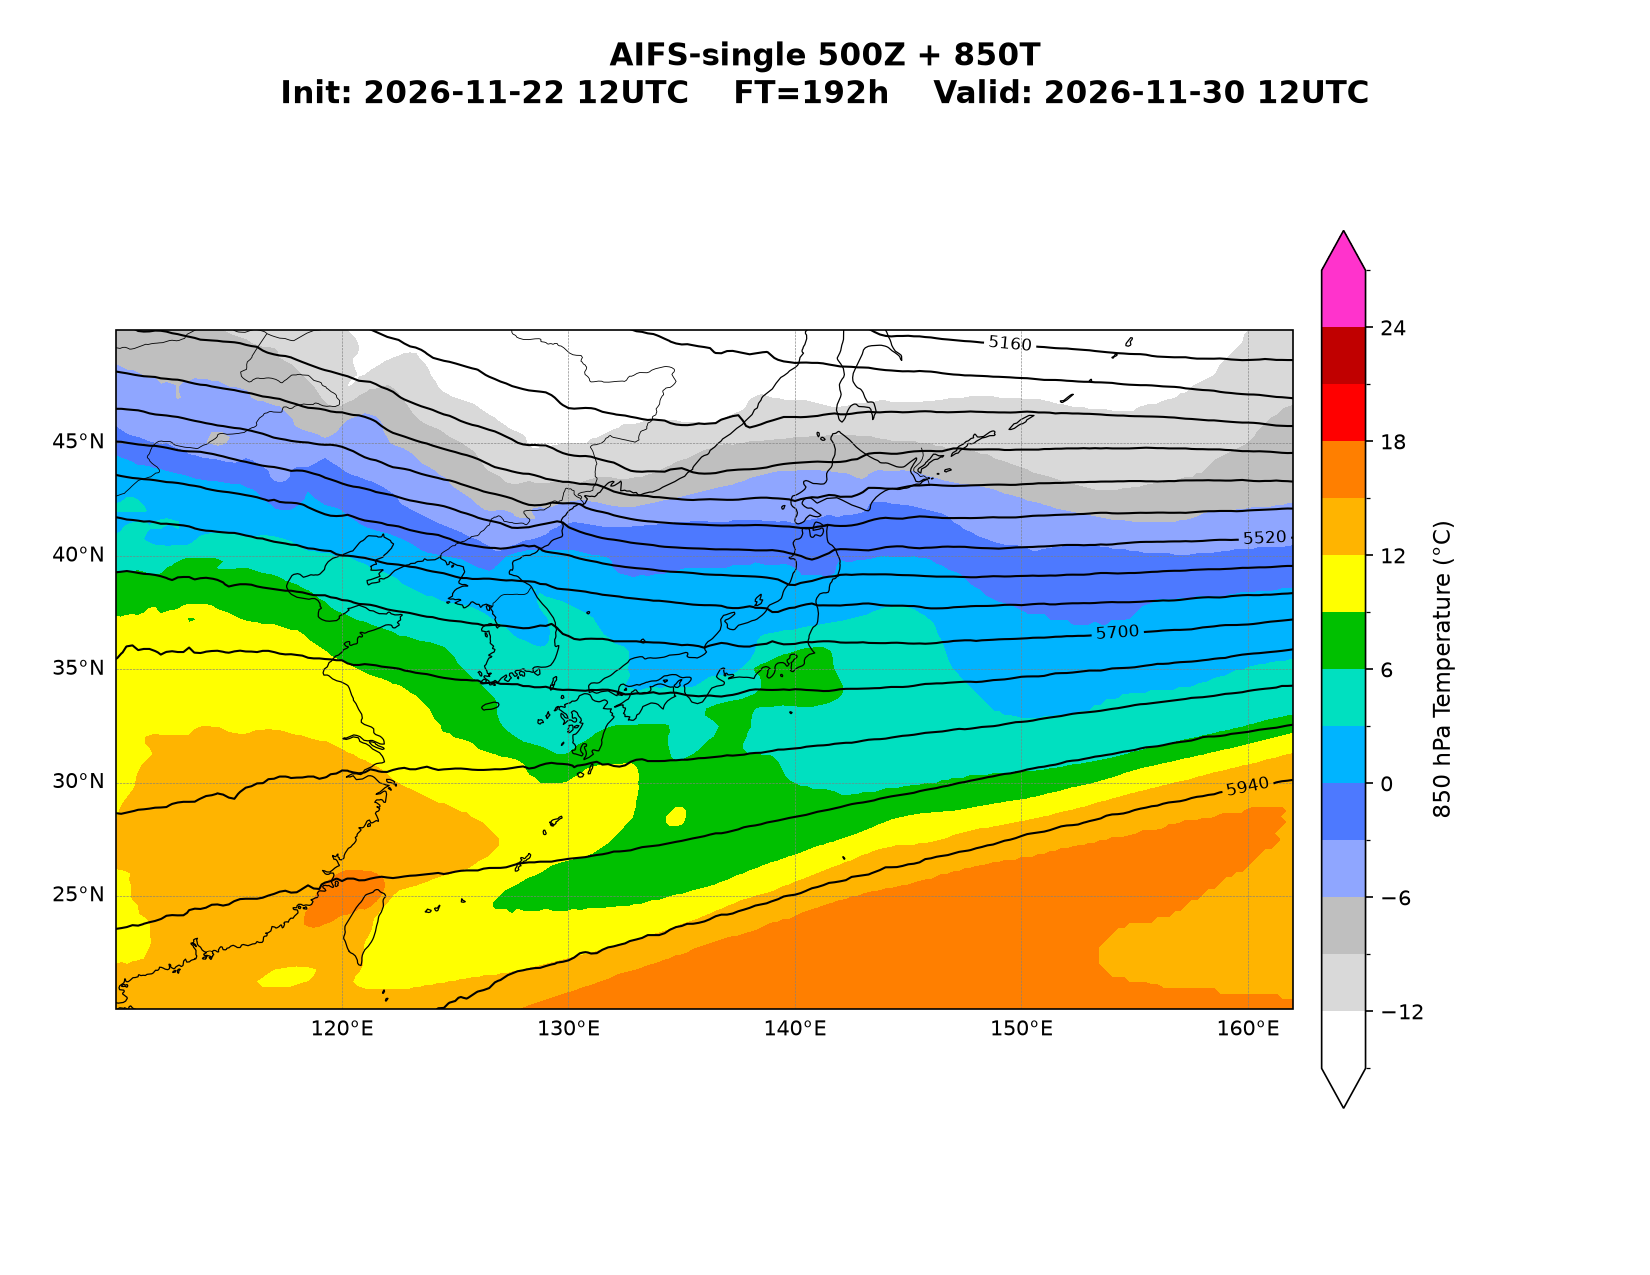 AIFS-single 500Z + 850T
Init: 2026-11-22 12UTC    FT=192h    Valid: 2026-11-30 12UTC
5160
24
45°N
18
5520
40°N
12
5700
35°N
6
850 hPa Temperature (°C)
30°N
0
5940
25°N
−6
−12
120°E
130°E
140°E
150°E
160°E